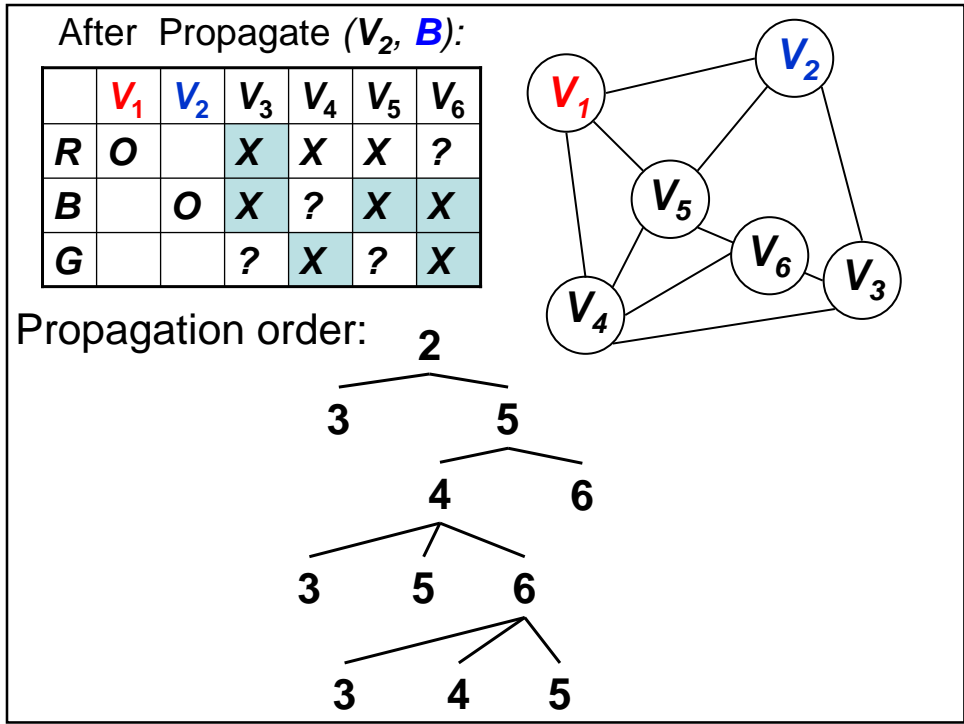 After Propagate (V2, B):
V1 V2 V3 V4 V5 V6
R O X X X ?
B O X ? X X
G ? X ? X
V1
V2
V5
V6
V3
V4
Propagation order:
2
3 5
4 6
3 5 6
3 4 5